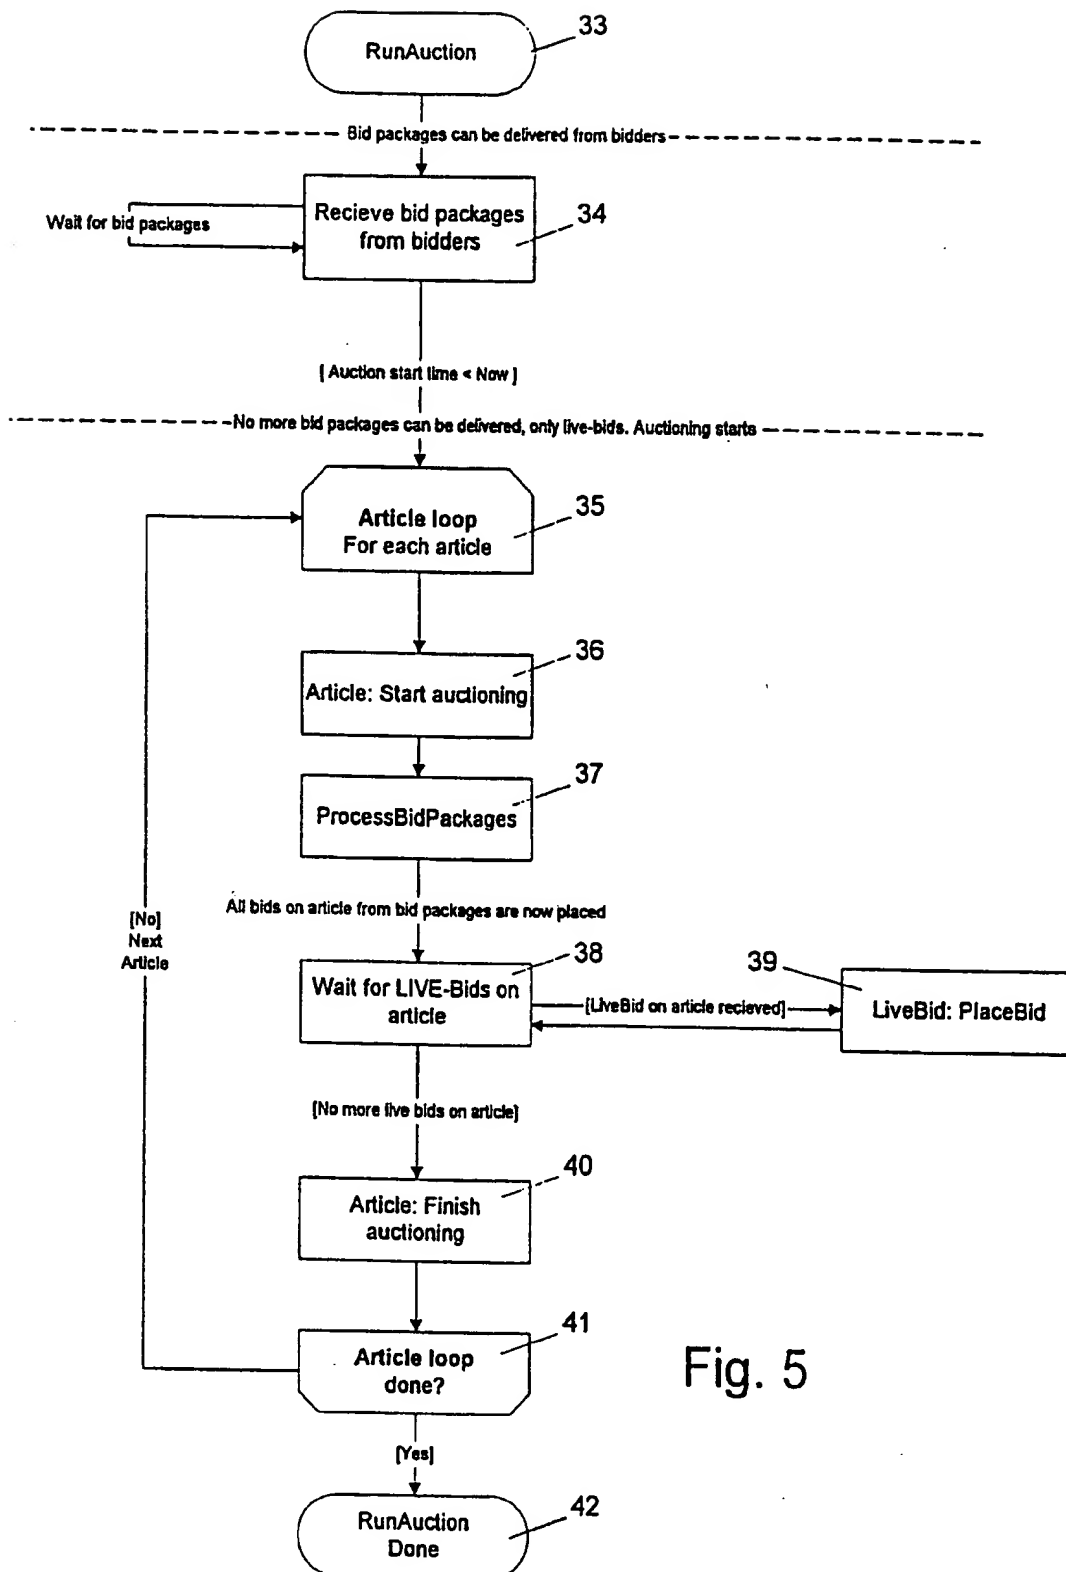 33
RunAuction
Bid packages can be delivered from bidders
Recieve bid packages
from bidders
34
Wait for bid packages
[ Auction start time < Now ]
No more bid packages can be delivered, only live-bids. Auctioning starts
Article loop
For each article
35
36
Article: Start auctioning
37
ProcessBidPackages
All bids on article from bid packages are now placed
[No]
Next
Article
38
Wait for LIVE-Bids on
article
[LiveBid on article recieved]
39
LiveBid: PlaceBid
[No more live bids on article]
40
Article: Finish
auctioning
41
Article loop
done?
Fig. 5
[Yes]
42
RunAuction
Done